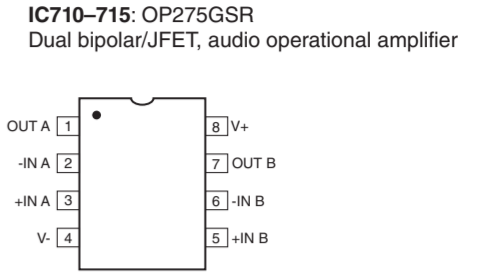 IC710–715: OP275GSR
Dual bipolar/JFET, audio operational amplifier
OUT A 1 8 V+
-IN A 2 7 OUT B
+IN A 3 6 -IN B
V- 4 5 +IN B